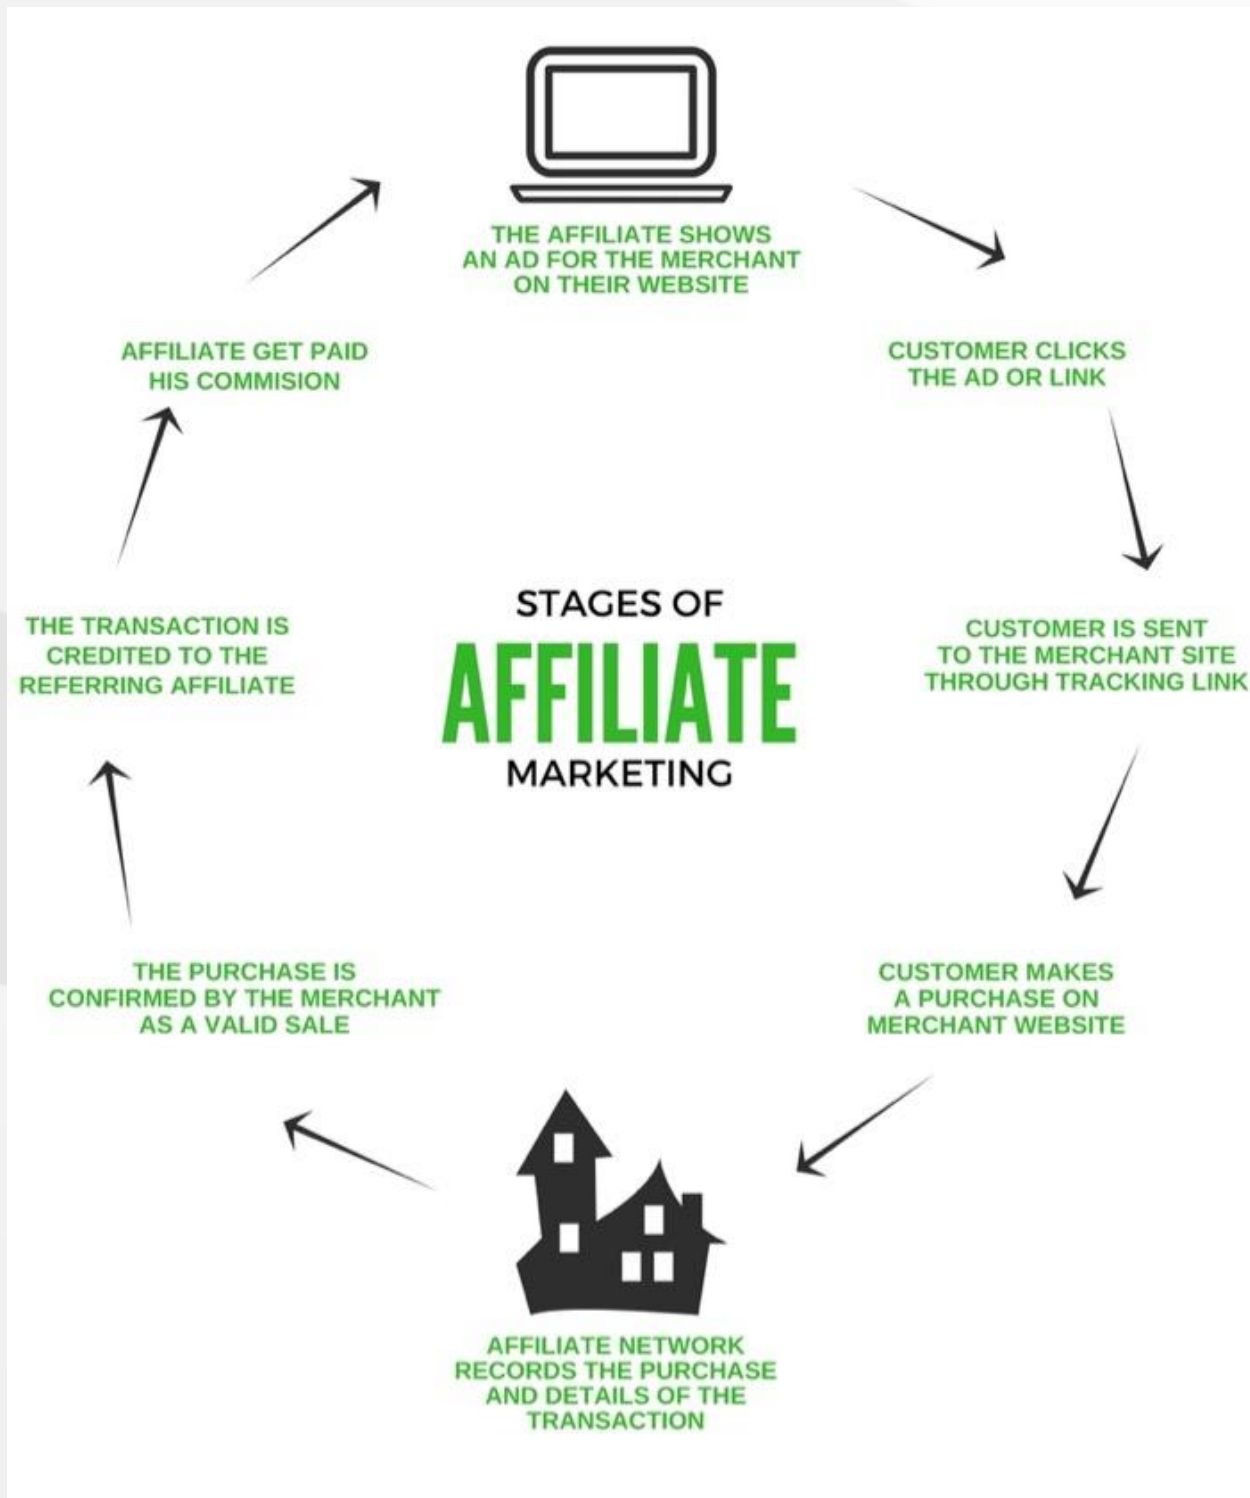 THE AFFILIATE SHOWS
AN AD FOR THE MERCHANT
ON THEIR WEBSITE
CUSTOMER CLICKS
THE AD OR LINK
CUSTOMER IS SENT
TO THE MERCHANT SITE
THROUGH TRACKING LINK
CUSTOMER MAKES
A PURCHASE ON
MERCHANT WEBSITE
AFFILIATE NETWORK
RECORDS THE PURCHASE
AND DETAILS OF THE
TRANSACTION
THE PURCHASE IS
CONFIRMED BY THE MERCHANT
AS A VALID SALE
THE TRANSACTION IS
CREDITED TO THE
REFERRING AFFILIATE
AFFILIATE GET PAID
HIS COMMISION
STAGES OF
AFFILIATE
MARKETING